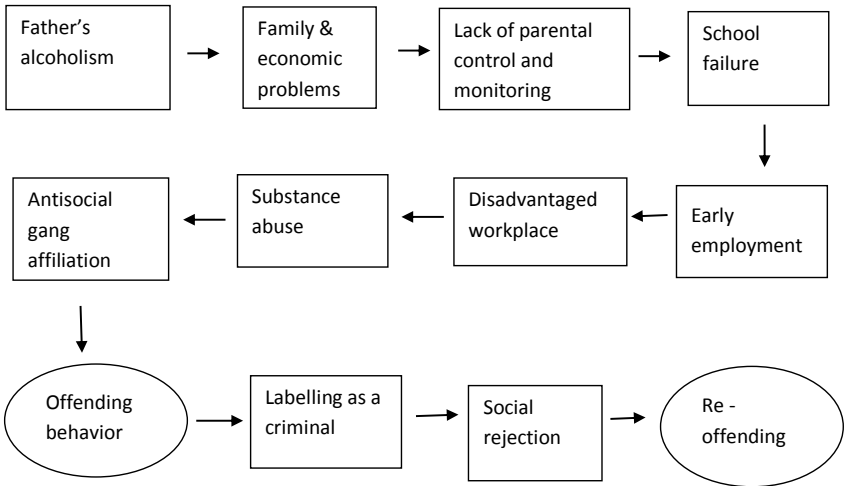 Father's
alcoholism
Family &
economic
problems
Lack of parental
control and
monitoring
School
failure
Early
employment
Disadvantaged
workplace
Substance
abuse
Antisocial
gang
affiliation
Offending
behavior
Labelling as a
criminal
Social
rejection
Re -
offending